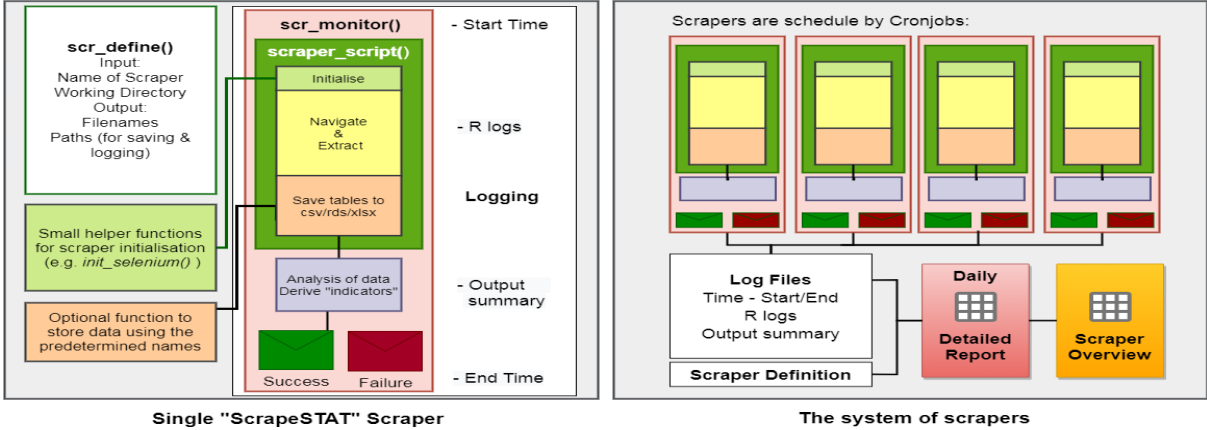 scr_define()
Input:
Name of Scraper
Working Directory
Output:
Filenames
Paths (for saving &
logging)
Small helper functions
for scraper initialisation
(e.g. init_selenium() )
Optional function to
store data using the
predetermined names
scr_monitor()
scraper_script()
Initialise
Navigate
&
Extract
Save tables to
csv/rds/xlsx
Analysis of data
Derive "indicators"
Success
Failure
- Start Time
- R logs
Logging
- Output
summary
- End Time
Single "ScrapeSTAT" Scraper
Scrapers are schedule by Cronjobs:
Log Files
Time - Start/End
R logs
Output summary
Scraper Definition
Daily
Detailed
Report
Scraper
Overview
The system of scrapers